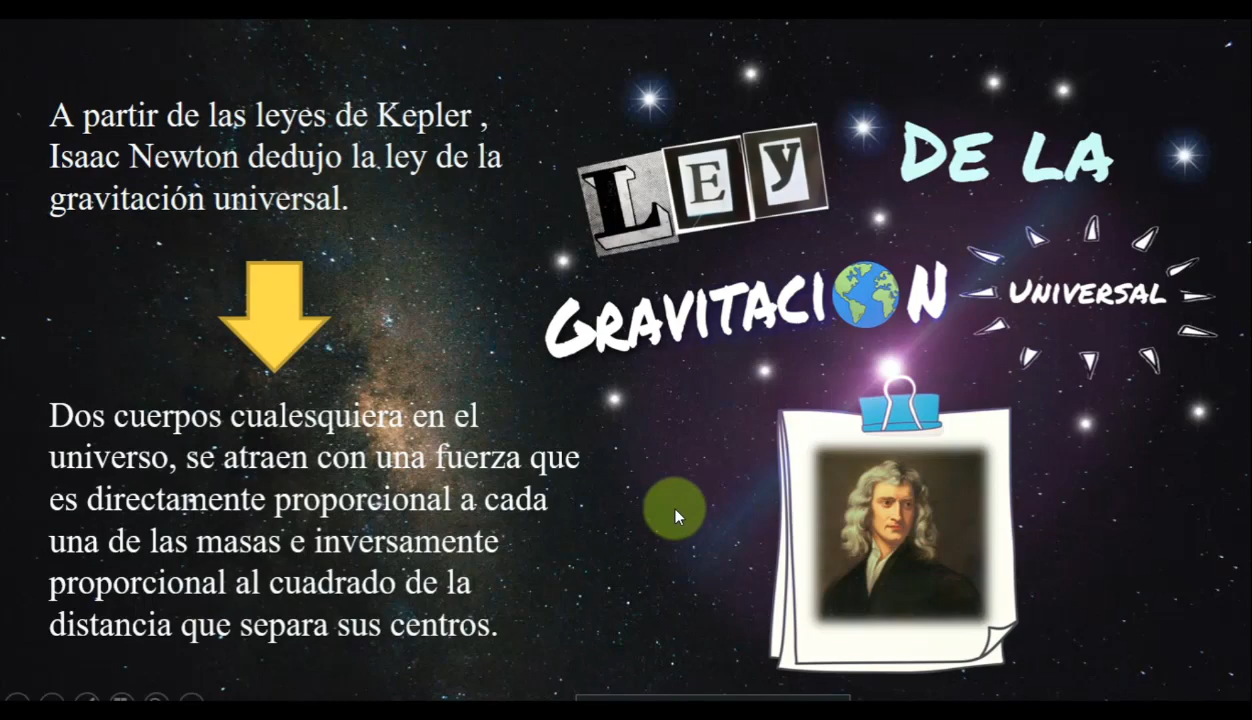 A partir de las leyes de Kepler ,
Isaac Newton dedujo la ley de la
gravitación universal.
Dos cuerpos cualesquiera en el
universo, se atraen con una fuerza que
es directamente proporcional a cada
una de las masas e inversamente
proporcional al cuadrado de la
distancia que separa sus centros.
LEy DE LA
GRAVITACIÓN UNIVERSAL